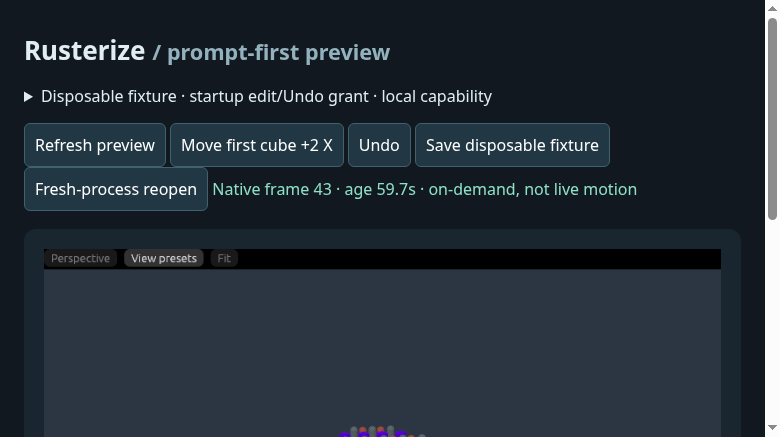 Rusterize / prompt-first preview
▶ Disposable fixture · startup edit/Undo grant · local capability
Refresh preview Move first cube +2 X Undo Save disposable fixture
Fresh-process reopen Native frame 43 · age 59.7s · on-demand, not live motion
Perspective View presets Fit